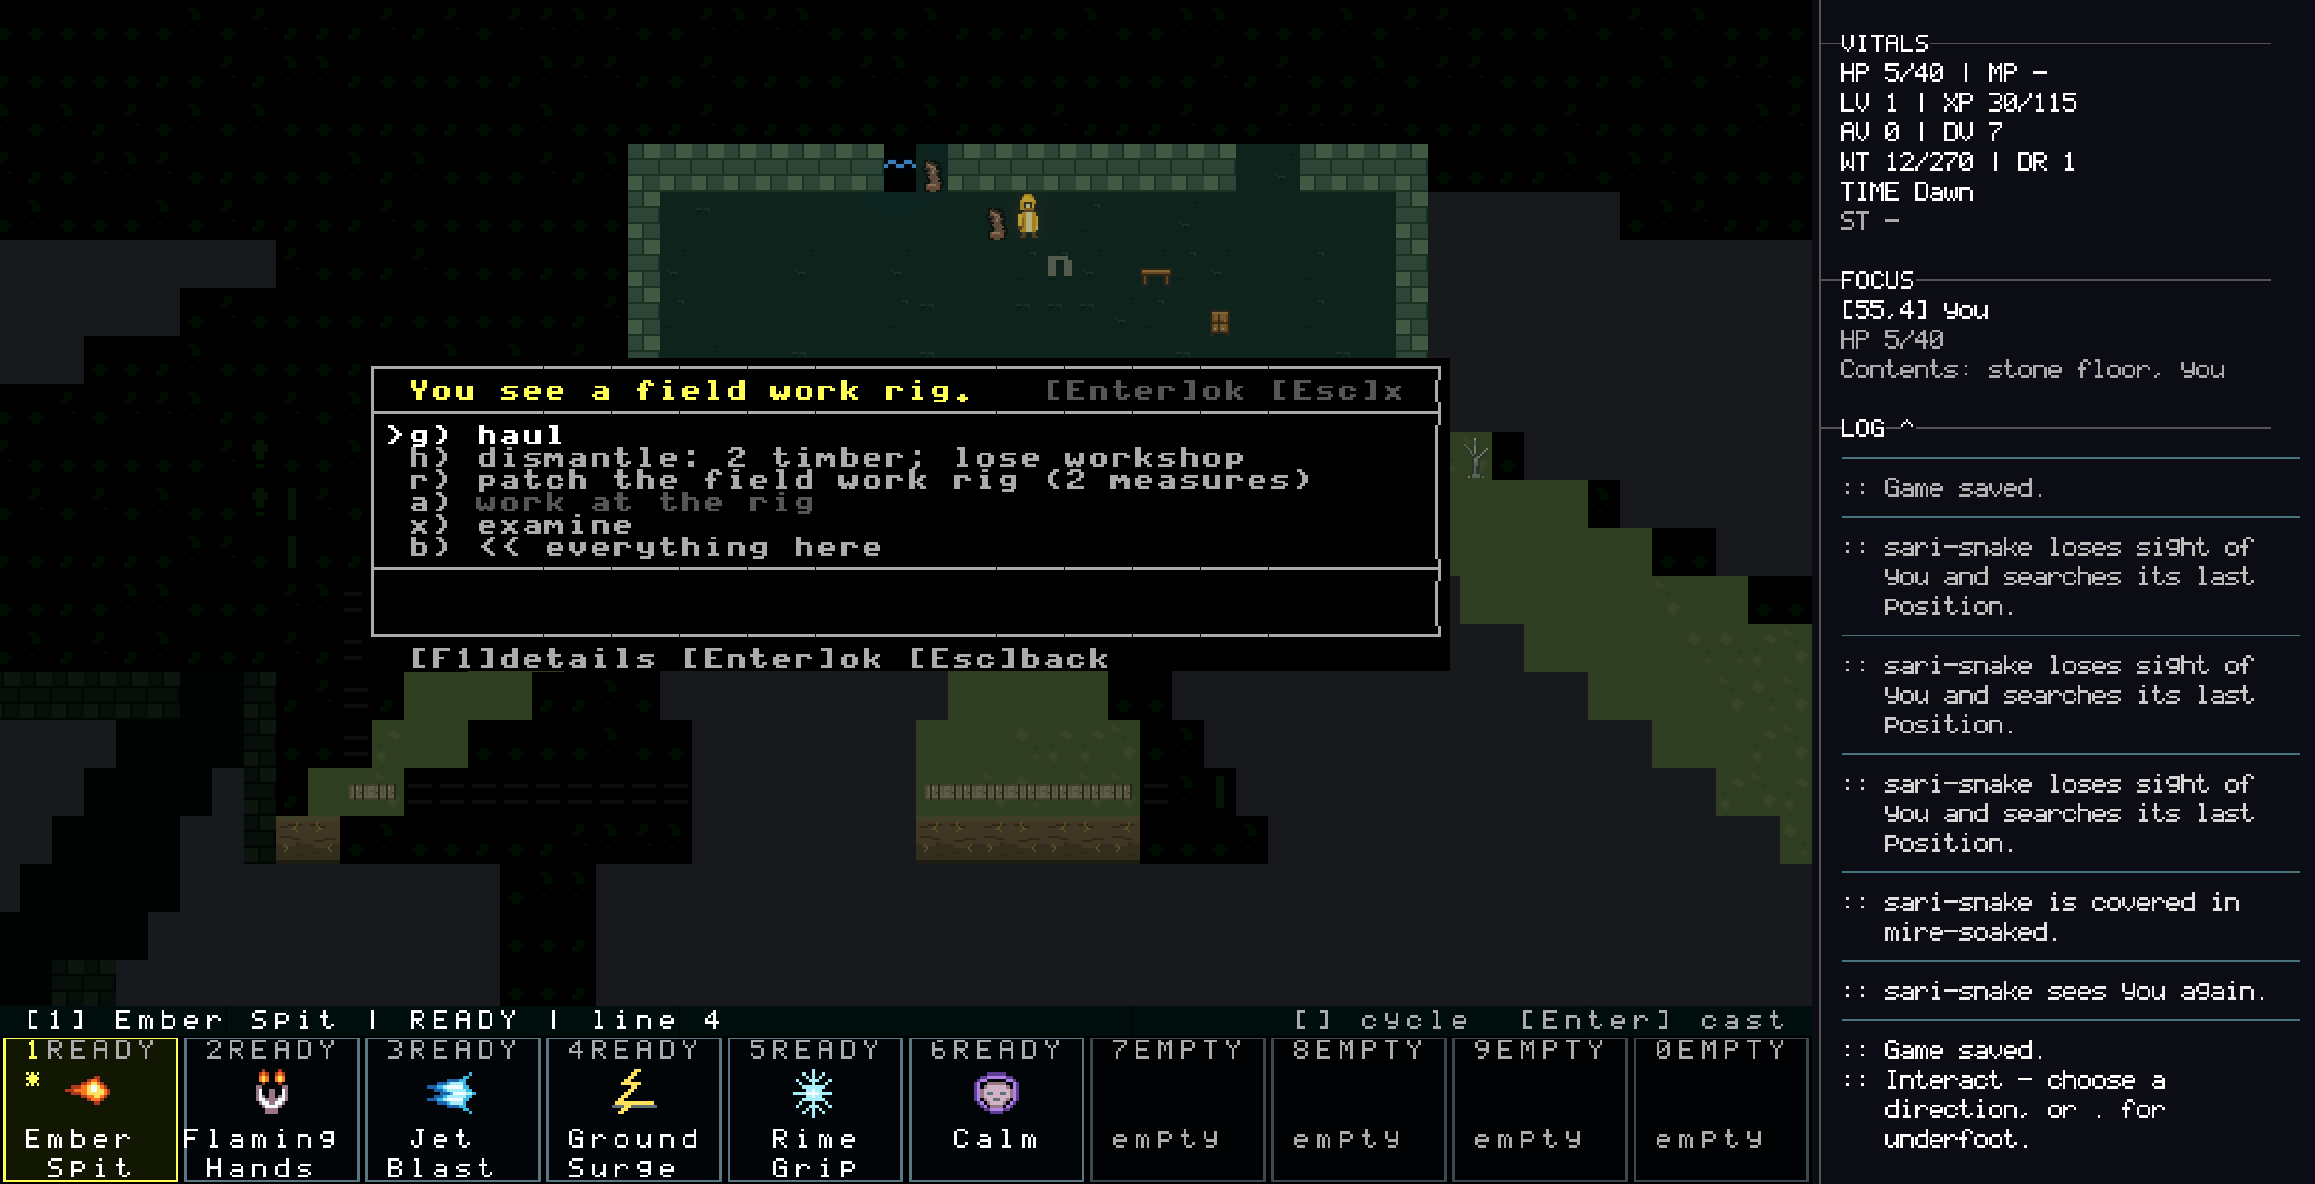 You see a field work rig. [Enter]ok [Esc]x
>g) haul
h) dismantle: 2 timber; lose workshop
r) patch the field work rig (2 measures)
a) work at the rig
x) examine
b) << everything here
[F1]details [Enter]ok [Esc]back
[1] Ember Spit | READY | line 4
[] cycle [Enter] cast
1READY
*
Ember
Spit
2READY
Flaming
Hands
3READY
Jet
Blast
4READY
Ground
Surge
5READY
Rime
Grip
6READY
Calm
7EMPTY
empty
8EMPTY
empty
9EMPTY
empty
0EMPTY
empty
VITALS
HP 5/40 | MP -
LV 1 | XP 30/115
AV 0 | DV 7
WT 12/270 | DR 1
TIME Dawn
ST -
FOCUS
[55,4] you
HP 5/40
Contents: stone floor, you
LOG ^
:: Game saved.
:: sari-snake loses sight of
you and searches its last
position.
:: sari-snake loses sight of
you and searches its last
position.
:: sari-snake loses sight of
you and searches its last
position.
:: sari-snake is covered in
mire-soaked.
:: sari-snake sees you again.
:: Game saved.
:: Interact - choose a
direction, or . for
underfoot.